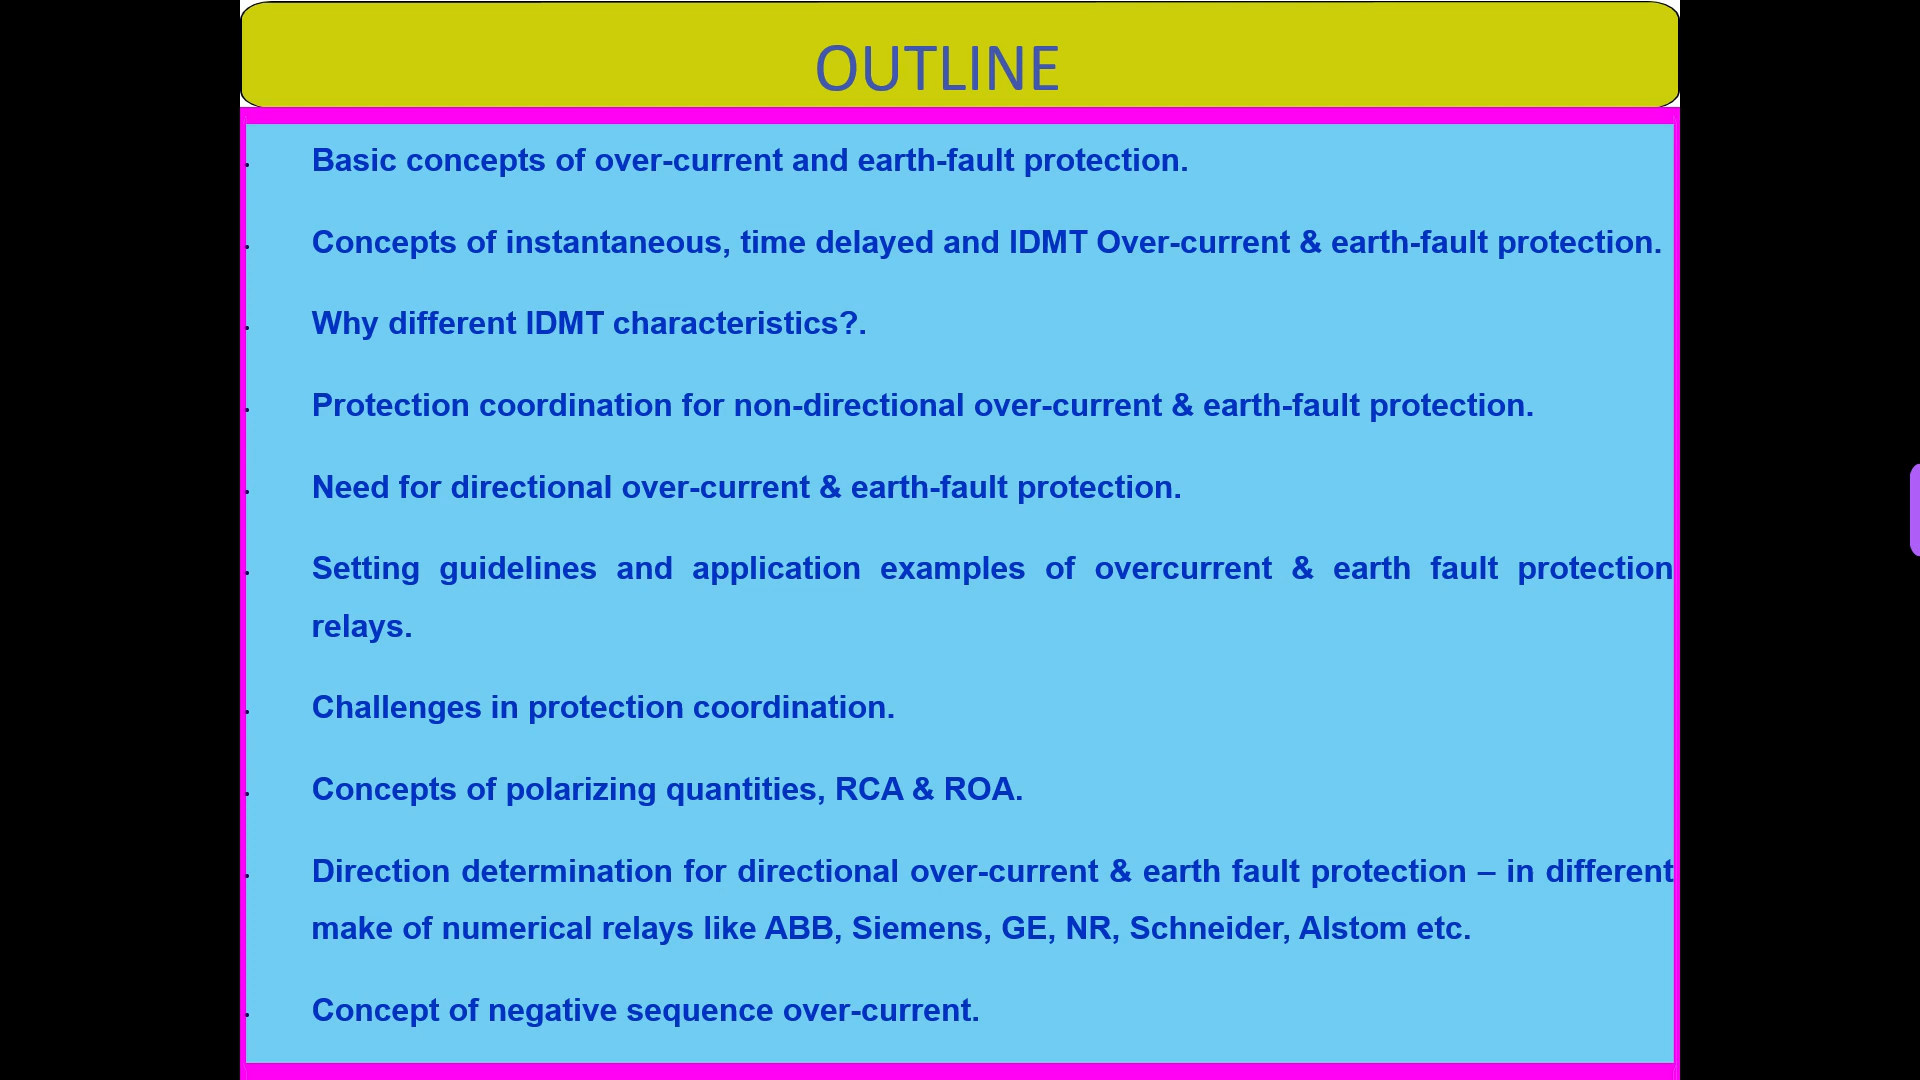 OUTLINE
Basic concepts of over-current and earth-fault protection.
Concepts of instantaneous, time delayed and IDMT Over-current & earth-fault protection.
Why different IDMT characteristics?.
Protection coordination for non-directional over-current & earth-fault protection.
Need for directional over-current & earth-fault protection.
Setting guidelines and application examples of overcurrent & earth fault protection
relays.
Challenges in protection coordination.
Concepts of polarizing quantities, RCA & ROA.
Direction determination for directional over-current & earth fault protection – in different
make of numerical relays like ABB, Siemens, GE, NR, Schneider, Alstom etc.
Concept of negative sequence over-current.